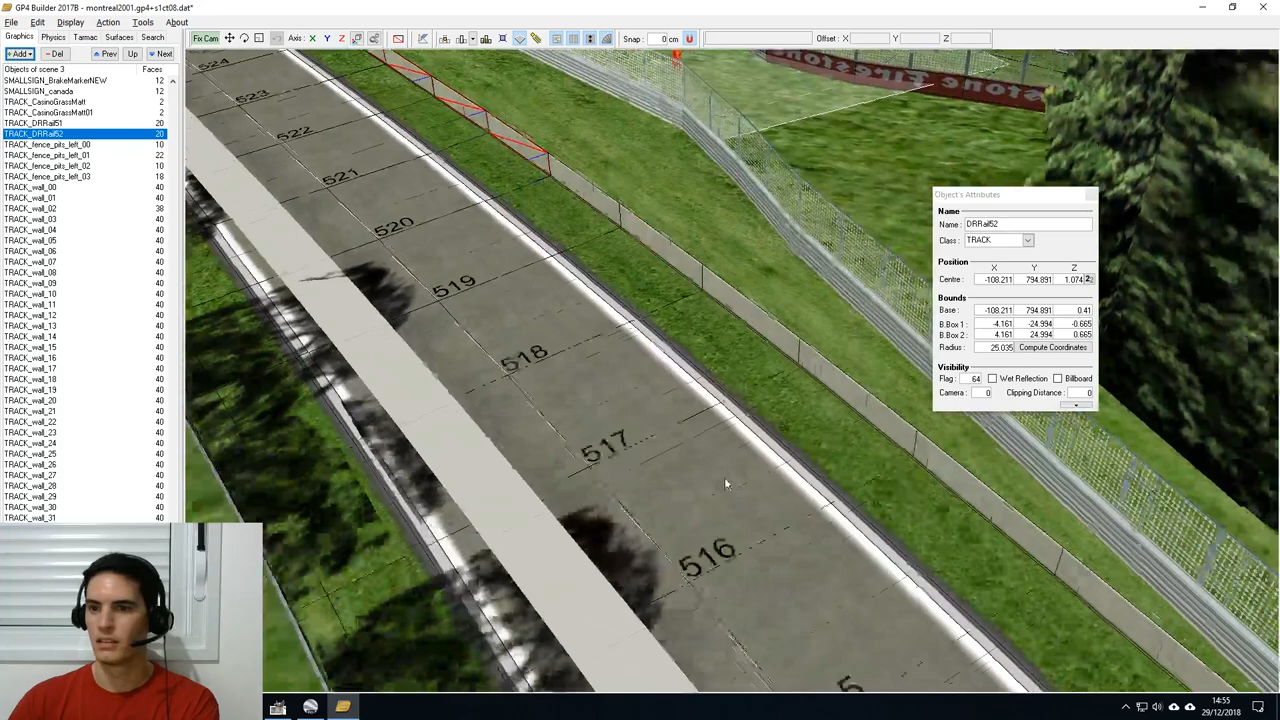 GP4 Builder 2017B - montreal2001.gp4+s1ct08.dat*
File Edit Display Action Tools About
Graphics Physics Tarmac Surfaces Search
Fix Cam Axis : X Y Z Snap : 0 cm Offset : X Y Z
Add Del Prev Up Next
Objects of scene 3 Faces
SMALLSIGN_BrakeMarkerNEW 12
SMALLSIGN_canada 12
TRACK_CasinoGrassMatt 2
TRACK_CasinoGrassMatt01 2
TRACK_DRRail51 20
TRACK_DRRail52 20
TRACK_fence_pits_left_00 10
TRACK_fence_pits_left_01 22
TRACK_fence_pits_left_02 10
TRACK_fence_pits_left_03 18
TRACK_wall_00 40
TRACK_wall_01 40
TRACK_wall_02 38
TRACK_wall_03 40
TRACK_wall_04 40
TRACK_wall_05 40
TRACK_wall_06 40
TRACK_wall_07 40
TRACK_wall_08 40
TRACK_wall_09 40
TRACK_wall_10 40
TRACK_wall_11 40
TRACK_wall_12 40
TRACK_wall_13 40
TRACK_wall_14 40
TRACK_wall_15 40
TRACK_wall_16 40
TRACK_wall_17 40
TRACK_wall_18 40
TRACK_wall_19 40
TRACK_wall_20 40
TRACK_wall_21 40
TRACK_wall_22 40
TRACK_wall_23 40
TRACK_wall_24 40
TRACK_wall_25 40
TRACK_wall_26 40
TRACK_wall_27 40
TRACK_wall_28 40
TRACK_wall_29 40
TRACK_wall_30 40
TRACK_wall_31 40
524
523
522
521
520
519
518
517
516
5
Firestone
Object's Attributes
Name
Name : DRRail52
Class : TRACK
Position
X Y Z
Centre : -108.211 794.891 1.074
Bounds
Base : -108.211 794.891 0.41
B.Box 1 : -4.161 -24.994 -0.665
B.Box 2 : 4.161 24.994 0.665
Radius : 25.035 Compute Coordinates
Visibility
Flag : 64 Wet Reflection Billboard
Camera : 0 Clipping Distance : 0
14:55
29/12/2018